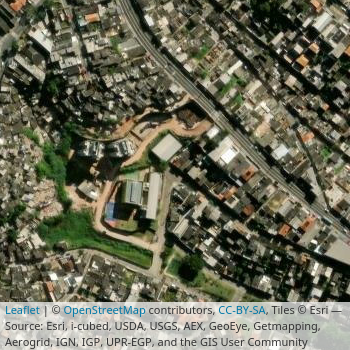 Leaflet | © OpenStreetMap contributors, CC-BY-SA, Tiles © Esri —
Source: Esri, i-cubed, USDA, USGS, AEX, GeoEye, Getmapping,
Aerogrid, IGN, IGP, UPR-EGP, and the GIS User Community